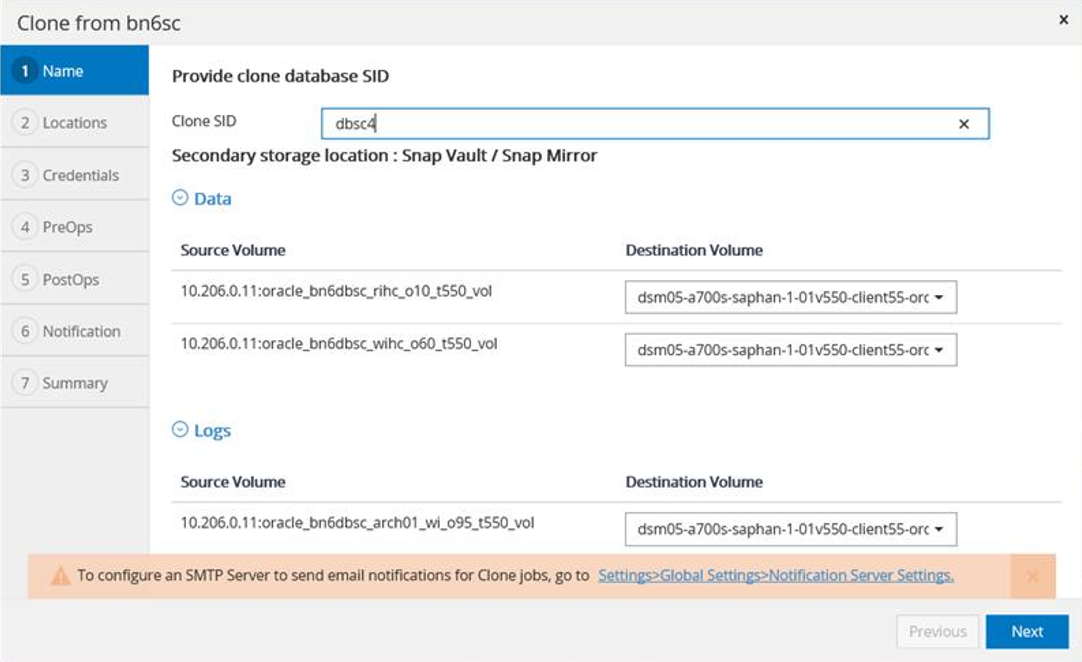 Clone from bn6sc
x
1 Name
2 Locations
3 Credentials
4 PreOps
5 PostOps
6 Notification
7 Summary
Provide clone database SID
Clone SID dbsc4 ×
Secondary storage location : Snap Vault / Snap Mirror
Data
Source Volume Destination Volume
10.206.0.11:oracle_bn6dbsc_rihc_o10_t550_vol dsm05-a700s-saphan-1-01v550-client55-orc
10.206.0.11:oracle_bn6dbsc_wihc_o60_t550_vol dsm05-a700s-saphan-1-01v550-client55-orc
Logs
Source Volume Destination Volume
10.206.0.11:oracle_bn6dbsc_arch01_wi_o95_t550_vol dsm05-a700s-saphan-1-01v550-client55-orc
To configure an SMTP Server to send email notifications for Clone jobs, go to Settings>Global Settings>Notification Server Settings. ×
Previous Next